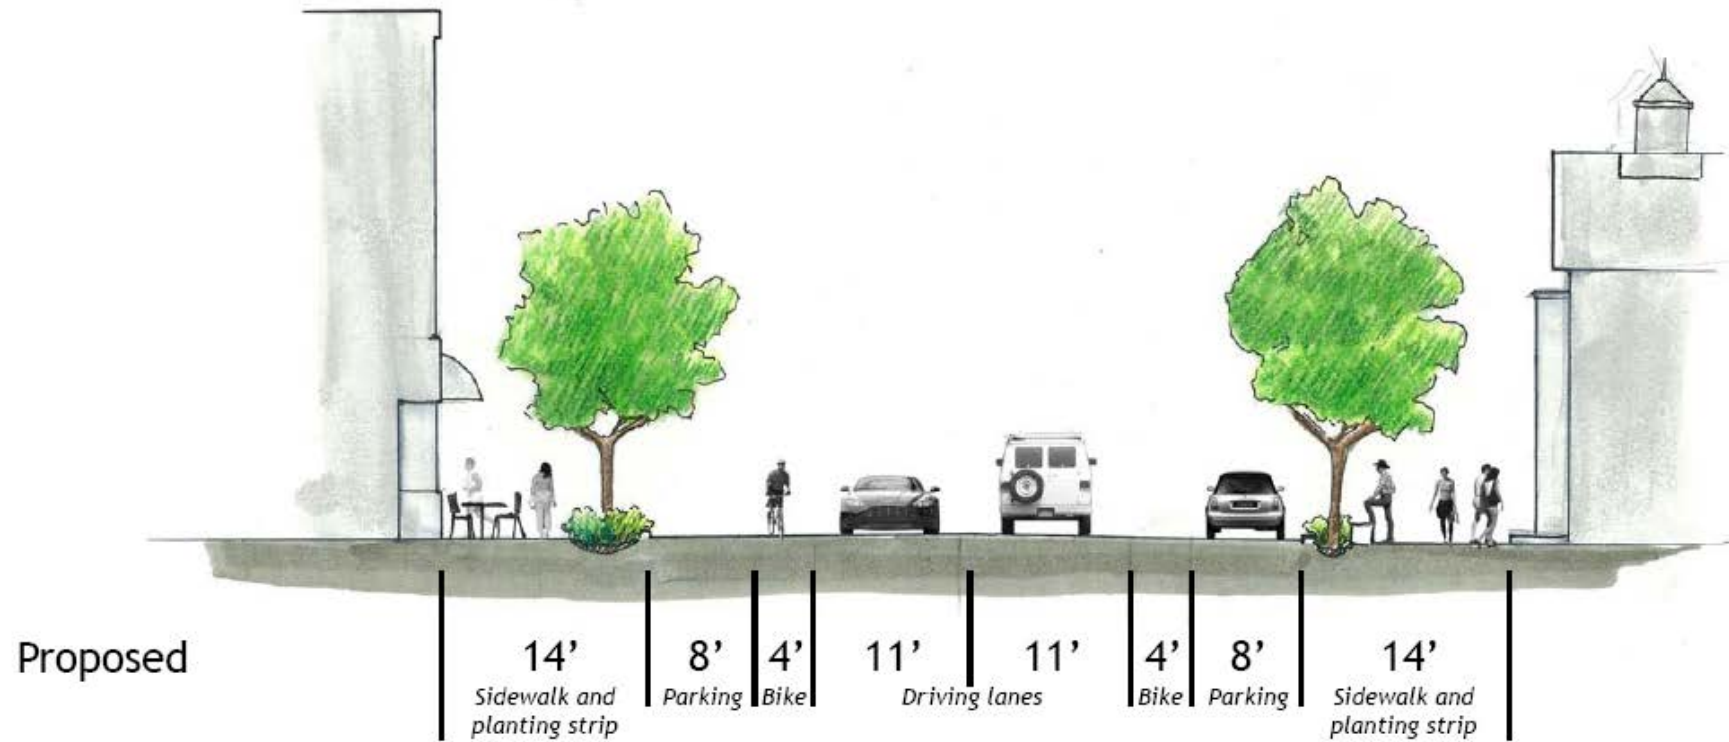 Proposed
14’ 8’ 4’ 11’ 11’ 4’ 8’ 14’
Sidewalk and planting strip Parking Bike Driving lanes Bike Parking Sidewalk and planting strip